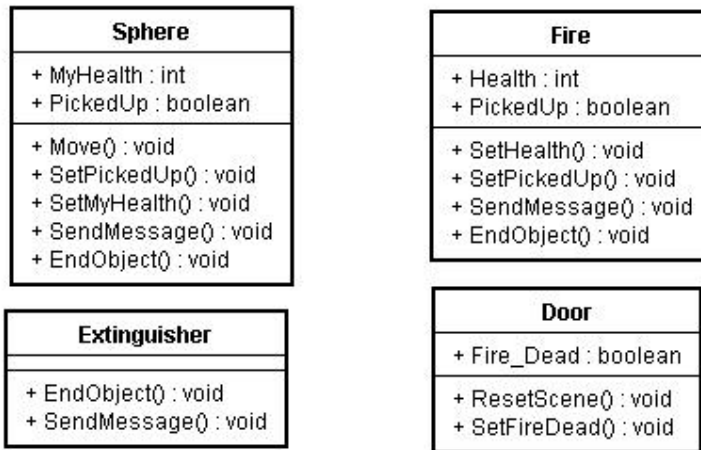 Sphere
+ MyHealth : int
+ PickedUp : boolean
+ Move() : void
+ SetPickedUp() : void
+ SetMyHealth() : void
+ SendMessage() : void
+ EndObject() : void
Fire
+ Health : int
+ PickedUp : boolean
+ SetHealth() : void
+ SetPickedUp() : void
+ SendMessage() : void
+ EndObject() : void
Extinguisher
+ EndObject() : void
+ SendMessage() : void
Door
+ Fire_Dead : boolean
+ ResetScene() : void
+ SetFireDead() : void